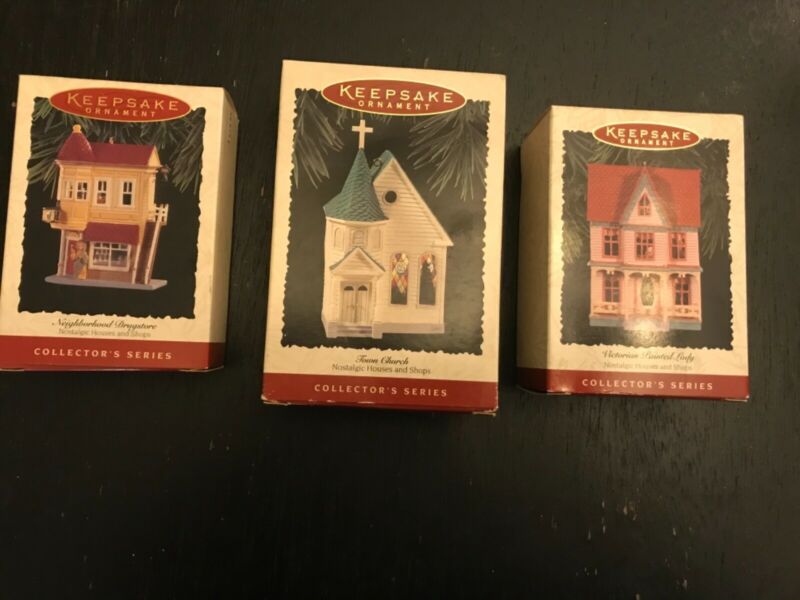 KEEPSAKE
ORNAMENT
Neighborhood Drugstore
Nostalgic Houses and Shops
COLLECTOR'S SERIES
KEEPSAKE
ORNAMENT
Town Church
Nostalgic Houses and Shops
COLLECTOR'S SERIES
KEEPSAKE
ORNAMENT
Victorian Painted Lady
Nostalgic Houses and Shops
COLLECTOR'S SERIES